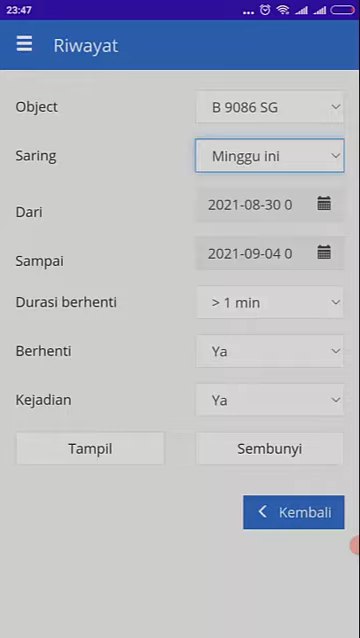 23:47
Riwayat
Object B 9086 SG
Saring Minggu ini
Dari 2021-08-30 0
Sampai 2021-09-04 0
Durasi berhenti > 1 min
Berhenti Ya
Kejadian Ya
Tampil Sembunyi
Kembali